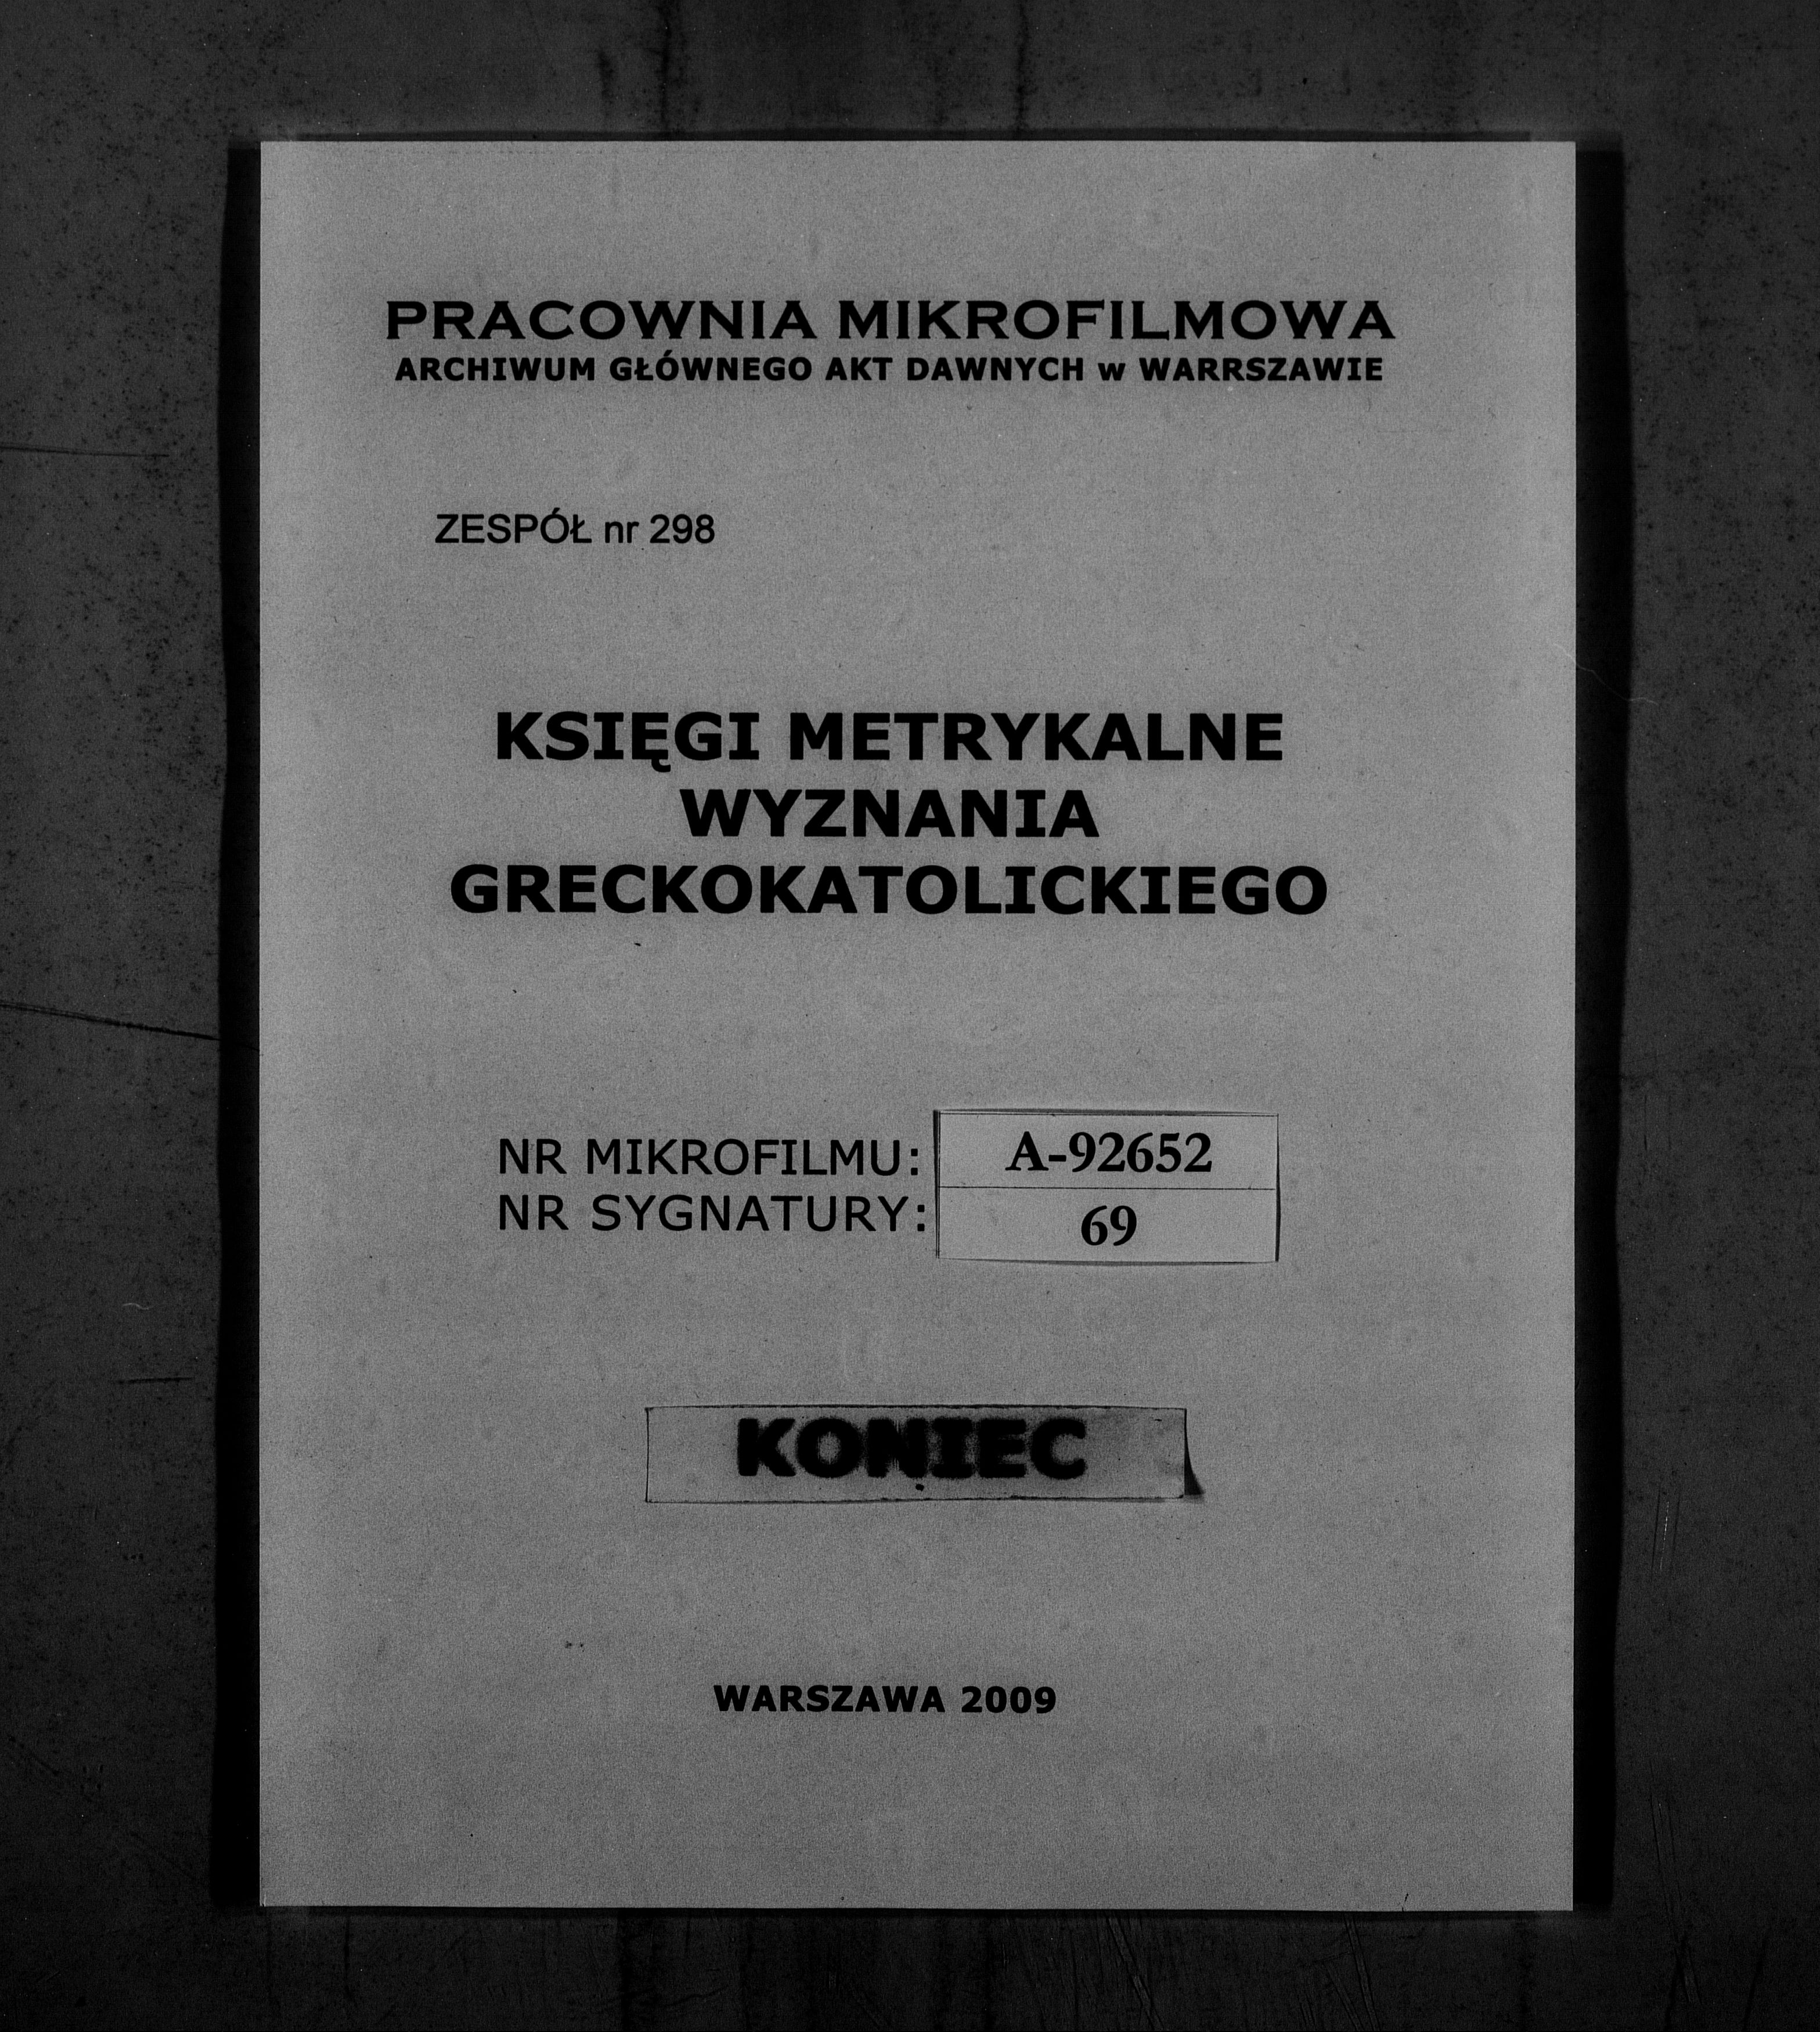 PRACOWNIA MIKROFILMOWA
ARCHIWUM GŁÓWNEGO AKT DAWNYCH w WARRSZAWIE
ZESPÓŁ nr 298
KSIĘGI METRYKALNE
WYZNANIA
GRECKOKATOLICKIEGO
NR MIKROFILMU: A-92652
NR SYGNATURY: 69
KONIEC
WARSZAWA 2009